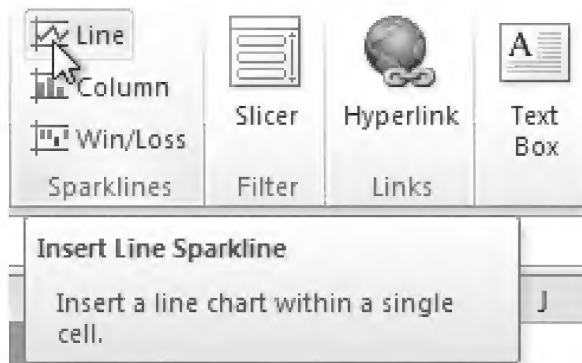 Line
Column
Win/Loss
Sparklines
Slicer
Filter
Hyperlink
Links
A
Text
Box
Insert Line Sparkline
Insert a line chart within a single
cell.
J